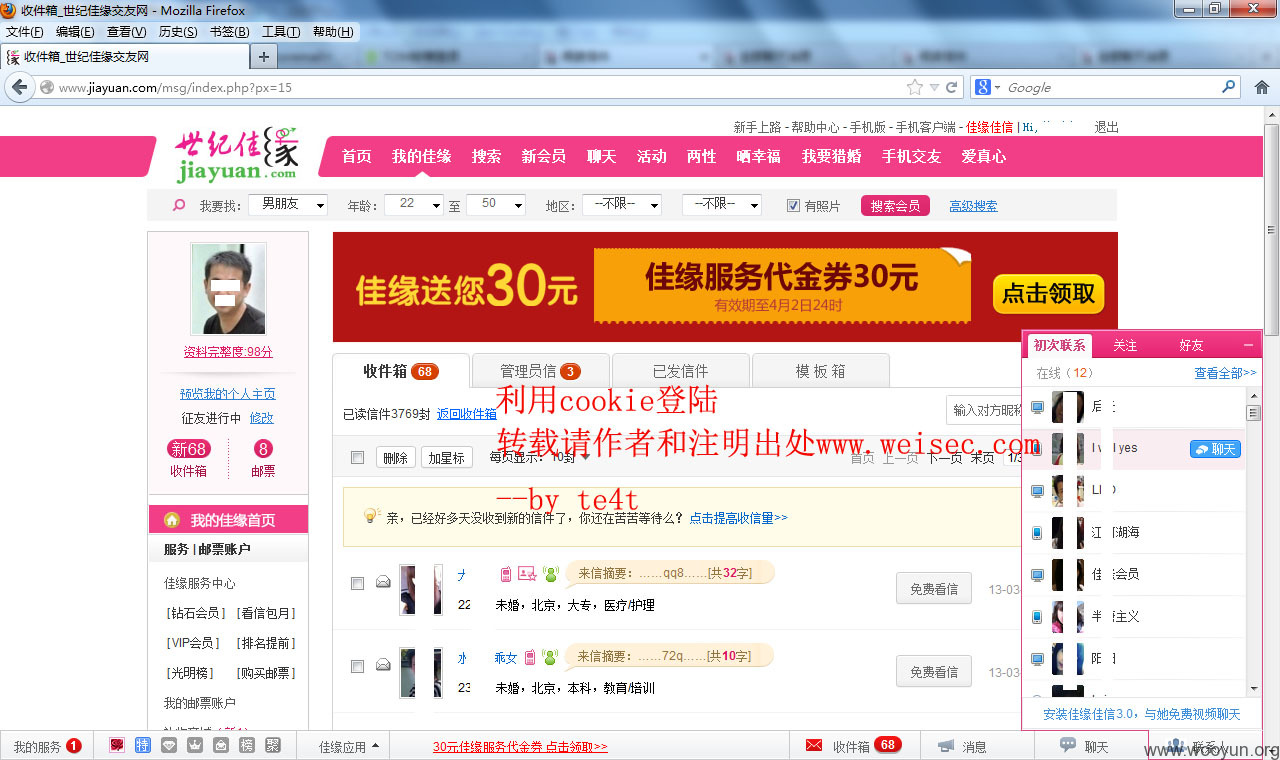 收件箱_世纪佳缘交友网 - Mozilla Firefox
文件(F) 编辑(E) 查看(V) 历史(S) 书签(B) 工具(T) 帮助(H)
收件箱_世纪佳缘交友网
www.jiayuan.com/msg/index.php?px=15
Google
新手上路 - 帮助中心 - 手机版 - 手机客户端 - 佳缘佳信 | Hi, 退出
世纪佳缘
jiayuan.com
首页 我的佳缘 搜索 新会员 聊天 活动 两性 晒幸福 我要猎婚 手机交友 爱真心
我要找: 男朋友 年龄: 22 至 50 地区: --不限-- --不限-- 有照片 搜索会员 高级搜索
佳缘送您30元
佳缘服务代金券30元
有效期至4月2日24时
点击领取
资料完整度:98分
预览我的个人主页
征友进行中 修改
新68 8
收件箱 邮票
我的佳缘首页
服务 | 邮票账户
佳缘服务中心
[钻石会员] [看信包月]
[VIP会员] [排名提前]
[光明榜] [购买邮票]
我的邮票账户
收件箱 68 管理员信 3 已发信件 模 板 箱
已读信件3769封 返回收件箱
输入对方昵称
利用cookie登陆
转载请作者和注明出处www.weisec.com
--by te4t
删除 加星标 每页显示: 10封 首页 上一页 下一页 末页 1/3
亲，已经好多天没收到新的信件了，你还在苦苦等待么？点击提高收信量>>
来信摘要：……qq8……[共32字]
22 未婚，北京，大专，医疗/护理
免费看信 13-03
乖女 来信摘要：……72q……[共10字]
23 未婚，北京，本科，教育/培训
免费看信 13-03
初次联系 关注 好友
在线（12） 查看全部>>
yes 聊天
湖海
会员
主义
安装佳缘佳信3.0，与她免费视频聊天
我的服务 1 特 榜 佳缘应用 30元佳缘服务代金券 点击领取>> 收件箱 68 消息 聊天 联系人
www.wooyun.org